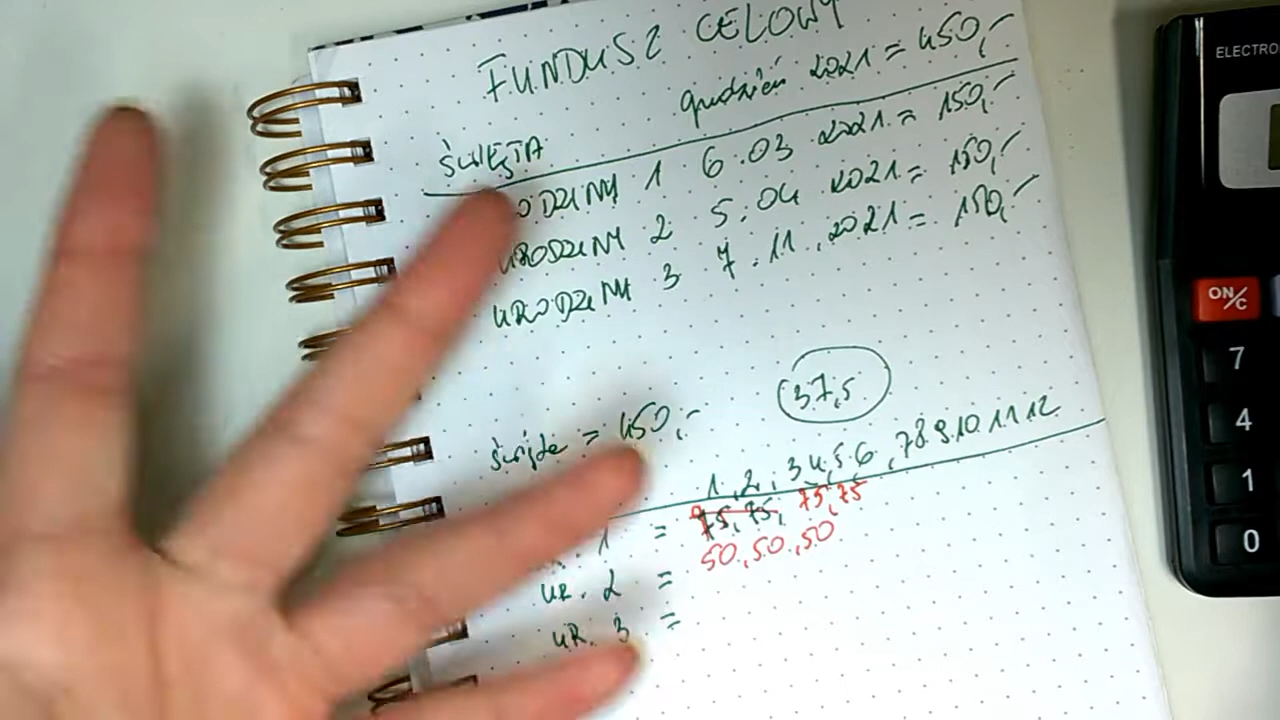 FUNDUSZ CELOWY
ŚWIĘTA grudzień 2021 = 450,-
URODZINY 1 6.03 2021 = 150,-
URODZINY 2 5.04 2021 = 150,-
URODZINY 3 7.11.2021 = 150,-
37,5
święta = 450,-
1,2,3 4,5 6,7 8 9 10 11 12
1 = 75,75, 75,75
50,50,50
UR. 2 =
UR. 3 =
ELECTRO
ON/C
7
4
1
0